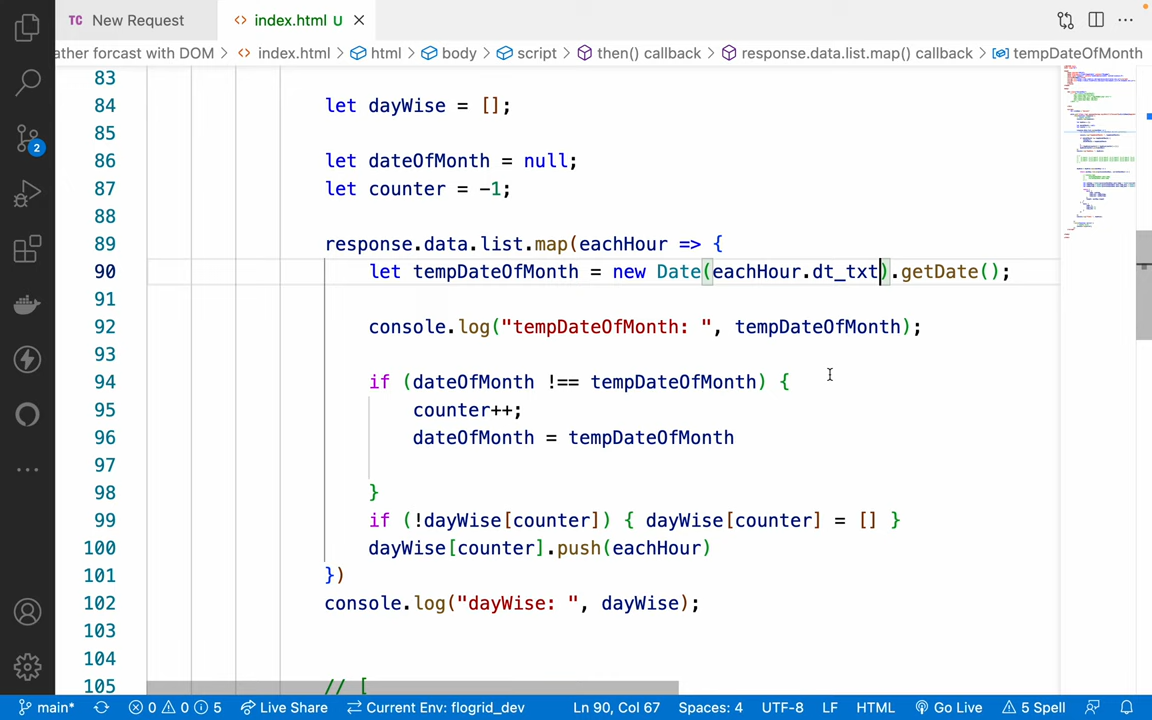 TC New Request <> index.html U ×
ather forcast with DOM > <> index.html > html > body > script > then() callback > response.data.list.map() callback > tempDateOfMonth
83
84 let dayWise = [];
85
86 let dateOfMonth = null;
87 let counter = -1;
88
89 response.data.list.map(eachHour => {
90 let tempDateOfMonth = new Date(eachHour.dt_txt).getDate();
91
92 console.log("tempDateOfMonth: ", tempDateOfMonth);
93
94 if (dateOfMonth !== tempDateOfMonth) {
95 counter++;
96 dateOfMonth = tempDateOfMonth
97
98 }
99 if (!dayWise[counter]) { dayWise[counter] = [] }
100 dayWise[counter].push(eachHour)
101 })
102 console.log("dayWise: ", dayWise);
103
104
105 // [
2
main* 0 0 5 Live Share Current Env: flogrid_dev Ln 90, Col 67 Spaces: 4 UTF-8 LF HTML Go Live 5 Spell